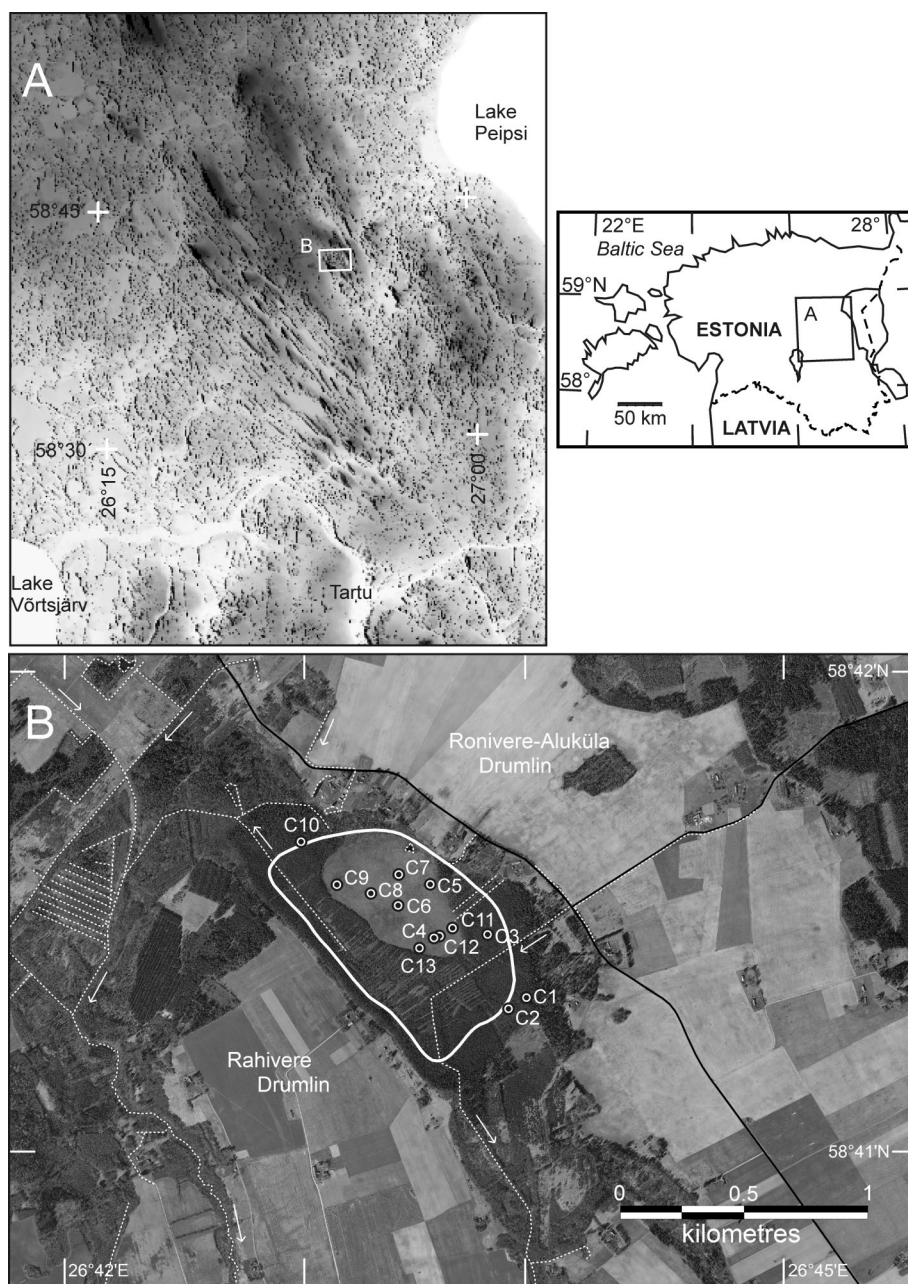 A
Lake
Peipsi
58°45´
B
58°30´
26°15´
27°00´
Lake
Võrtsjärv
Tartu
22°E
28°
Baltic Sea
59°N
ESTONIA
A
58°
50 km
LATVIA
B
58°42'N
Ronivere-Aluküla
Drumlin
C10
C7
C9
C5
C8
C6
C11
C4
C3
C12
C13
C1
C2
Rahivere
Drumlin
58°41'N
0
0.5
1
kilometres
26°42'E
26°45'E